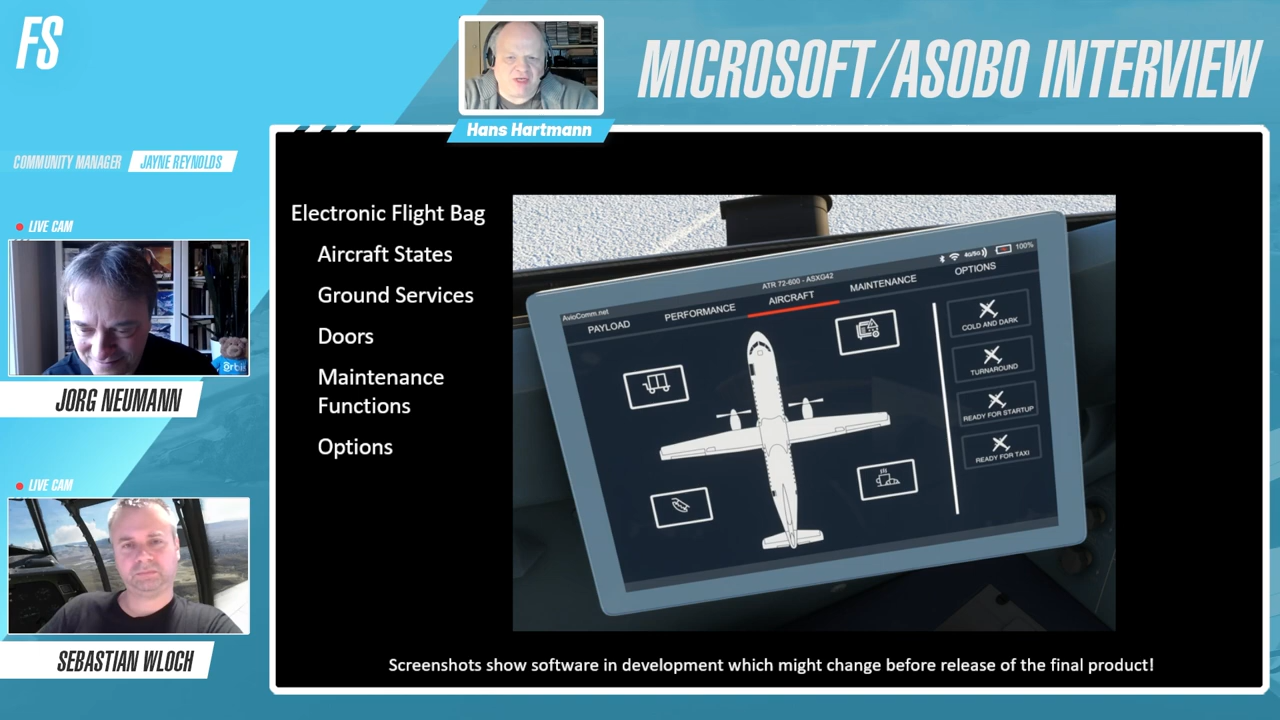 FS
MICROSOFT/ASOBO INTERVIEW
Hans Hartmann
COMMUNITY MANAGER JAYNE REYNOLDS
LIVE CAM
JORG NEUMANN
LIVE CAM
SEBASTIAN WLOCH
Electronic Flight Bag
Aircraft States
Ground Services
Doors
Maintenance
Functions
Options
AvioComm.net
ATR 72-600 - ASXG42
4G/5G
100%
PAYLOAD
PERFORMANCE
AIRCRAFT
MAINTENANCE
OPTIONS
COLD AND DARK
TURNAROUND
READY FOR STARTUP
READY FOR TAXI
orbx
Screenshots show software in development which might change before release of the final product!